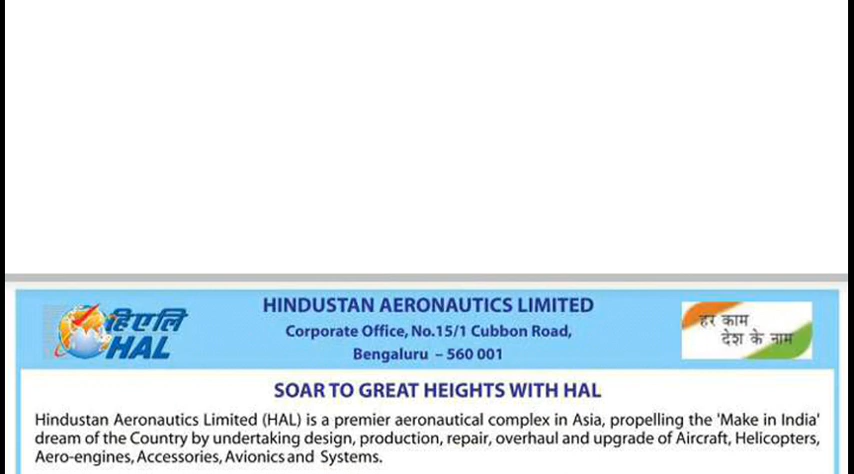 हिएलि
HAL
HINDUSTAN AERONAUTICS LIMITED
Corporate Office, No.15/1 Cubbon Road,
Bengaluru – 560 001
हर काम
देश के नाम
SOAR TO GREAT HEIGHTS WITH HAL
Hindustan Aeronautics Limited (HAL) is a premier aeronautical complex in Asia, propelling the 'Make in India'
dream of the Country by undertaking design, production, repair, overhaul and upgrade of Aircraft, Helicopters,
Aero-engines, Accessories, Avionics and Systems.